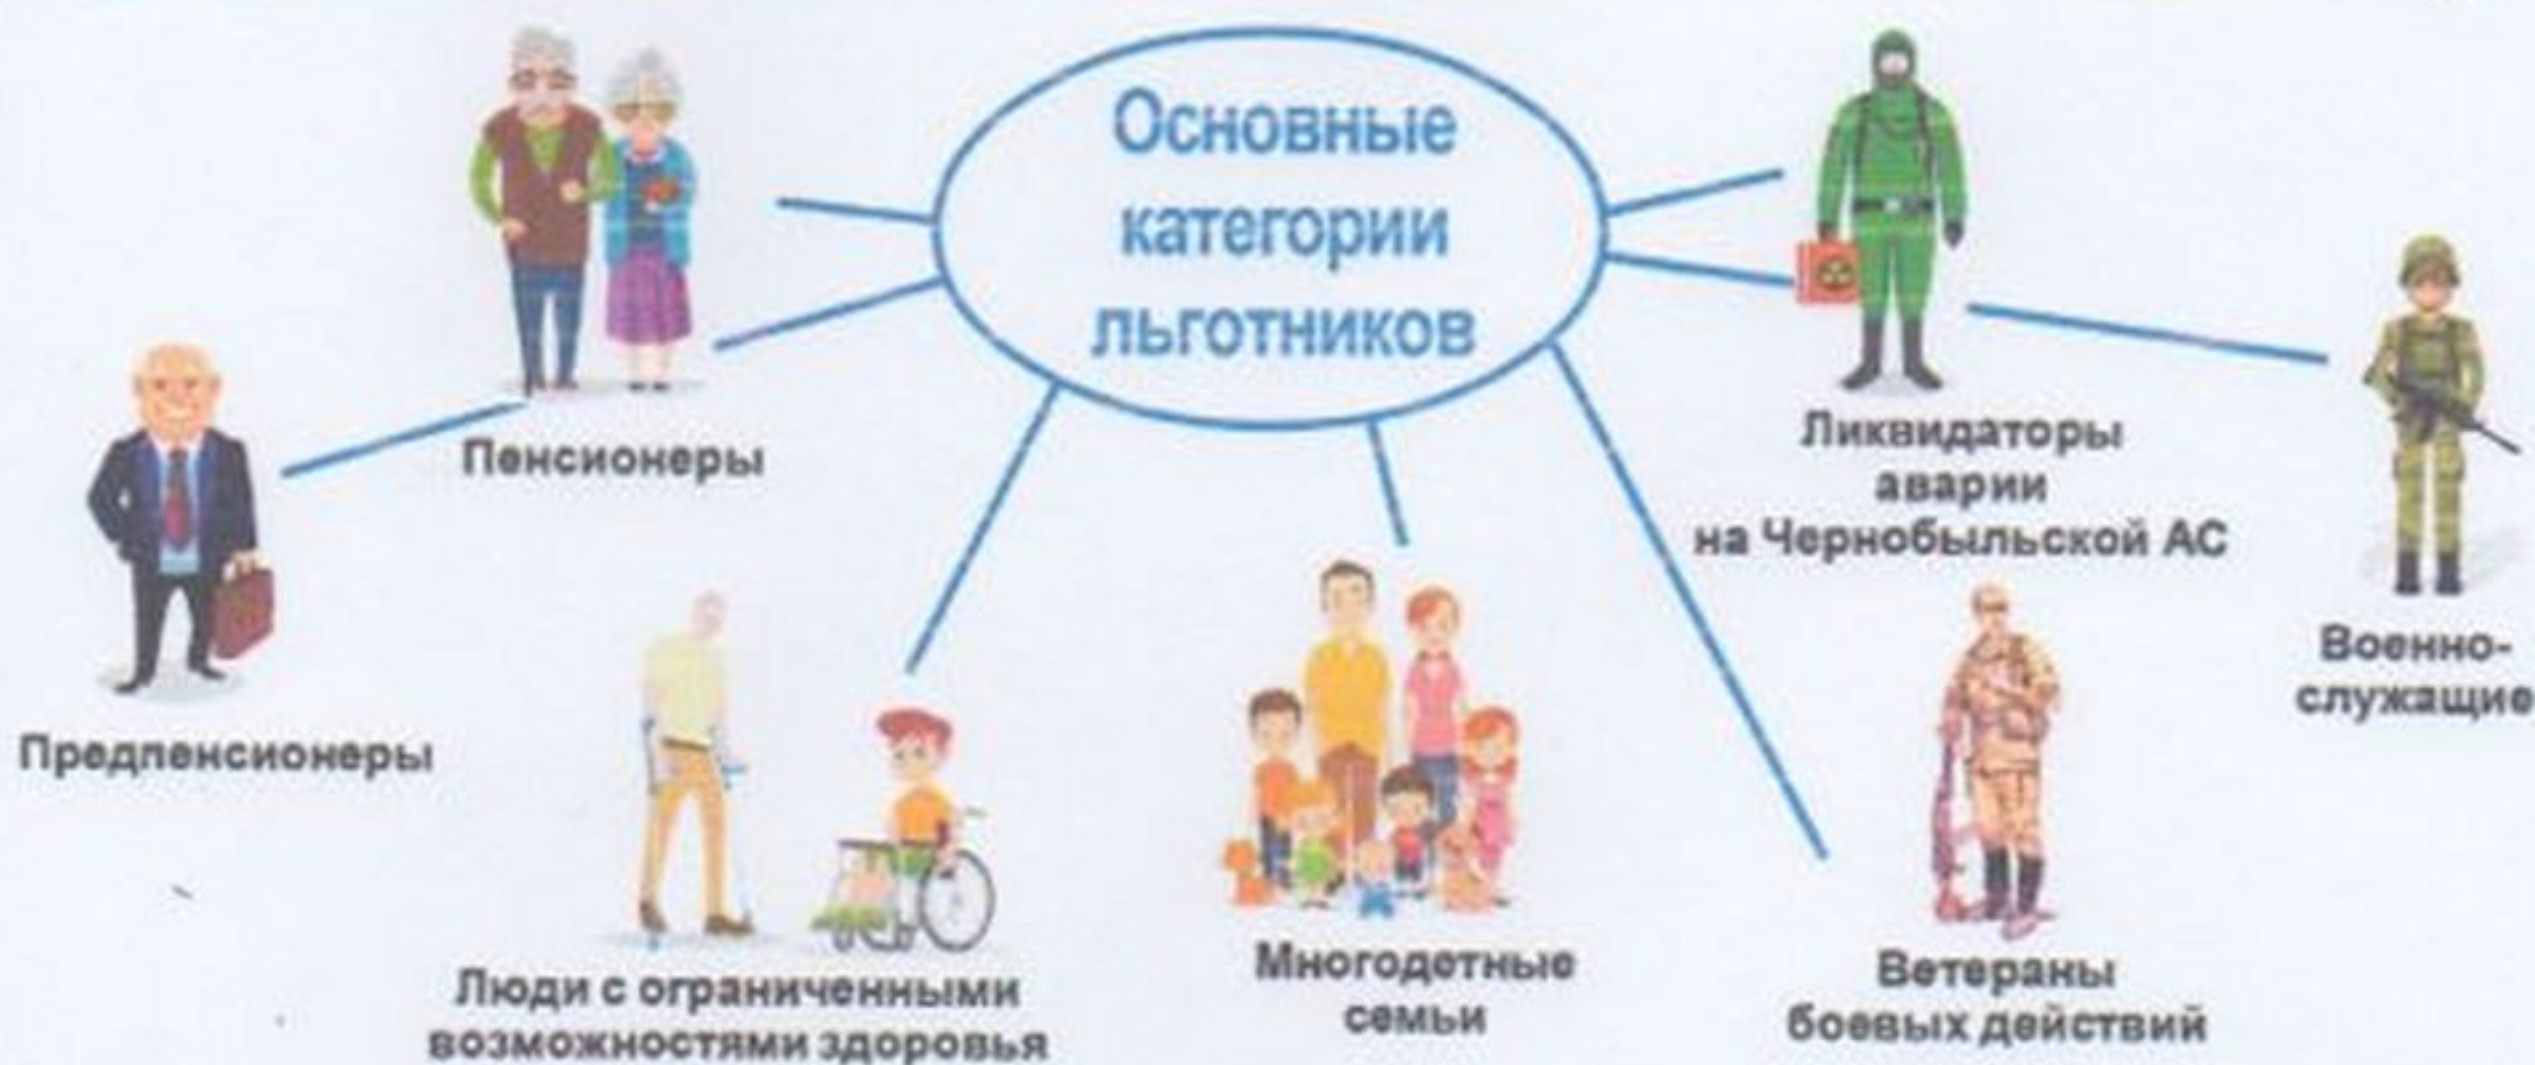 Основные
категории
льготников
Пенсионеры
Предпенсионеры
Люди с ограниченными
возможностями здоровья
Многодетные
семьи
Ветераны
боевых действий
Ликвидаторы
аварии
на Чернобыльской АС
Военно-
служащие